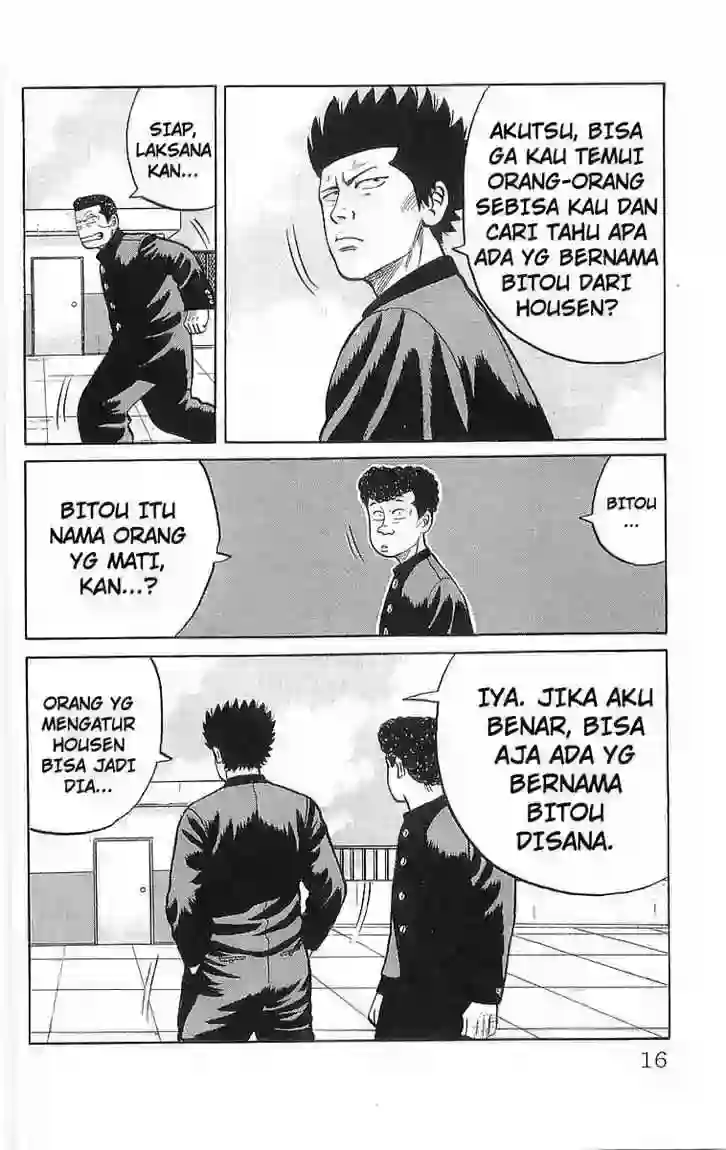 AKUTSU, BISA
GA KAU TEMUI
ORANG-ORANG
SEBISA KAU DAN
CARI TAHU APA
ADA YG BERNAMA
BITOU DARI
HOUSEN?
SIAP,
LAKSANA
KAN...
BITOU
...
BITOU ITU
NAMA ORANG
YG MATI,
KAN...?
IYA. JIKA AKU
BENAR, BISA
AJA ADA YG
BERNAMA
BITOU
DISANA.
ORANG YG
MENGATUR
HOUSEN
BISA JADI
DIA...
16